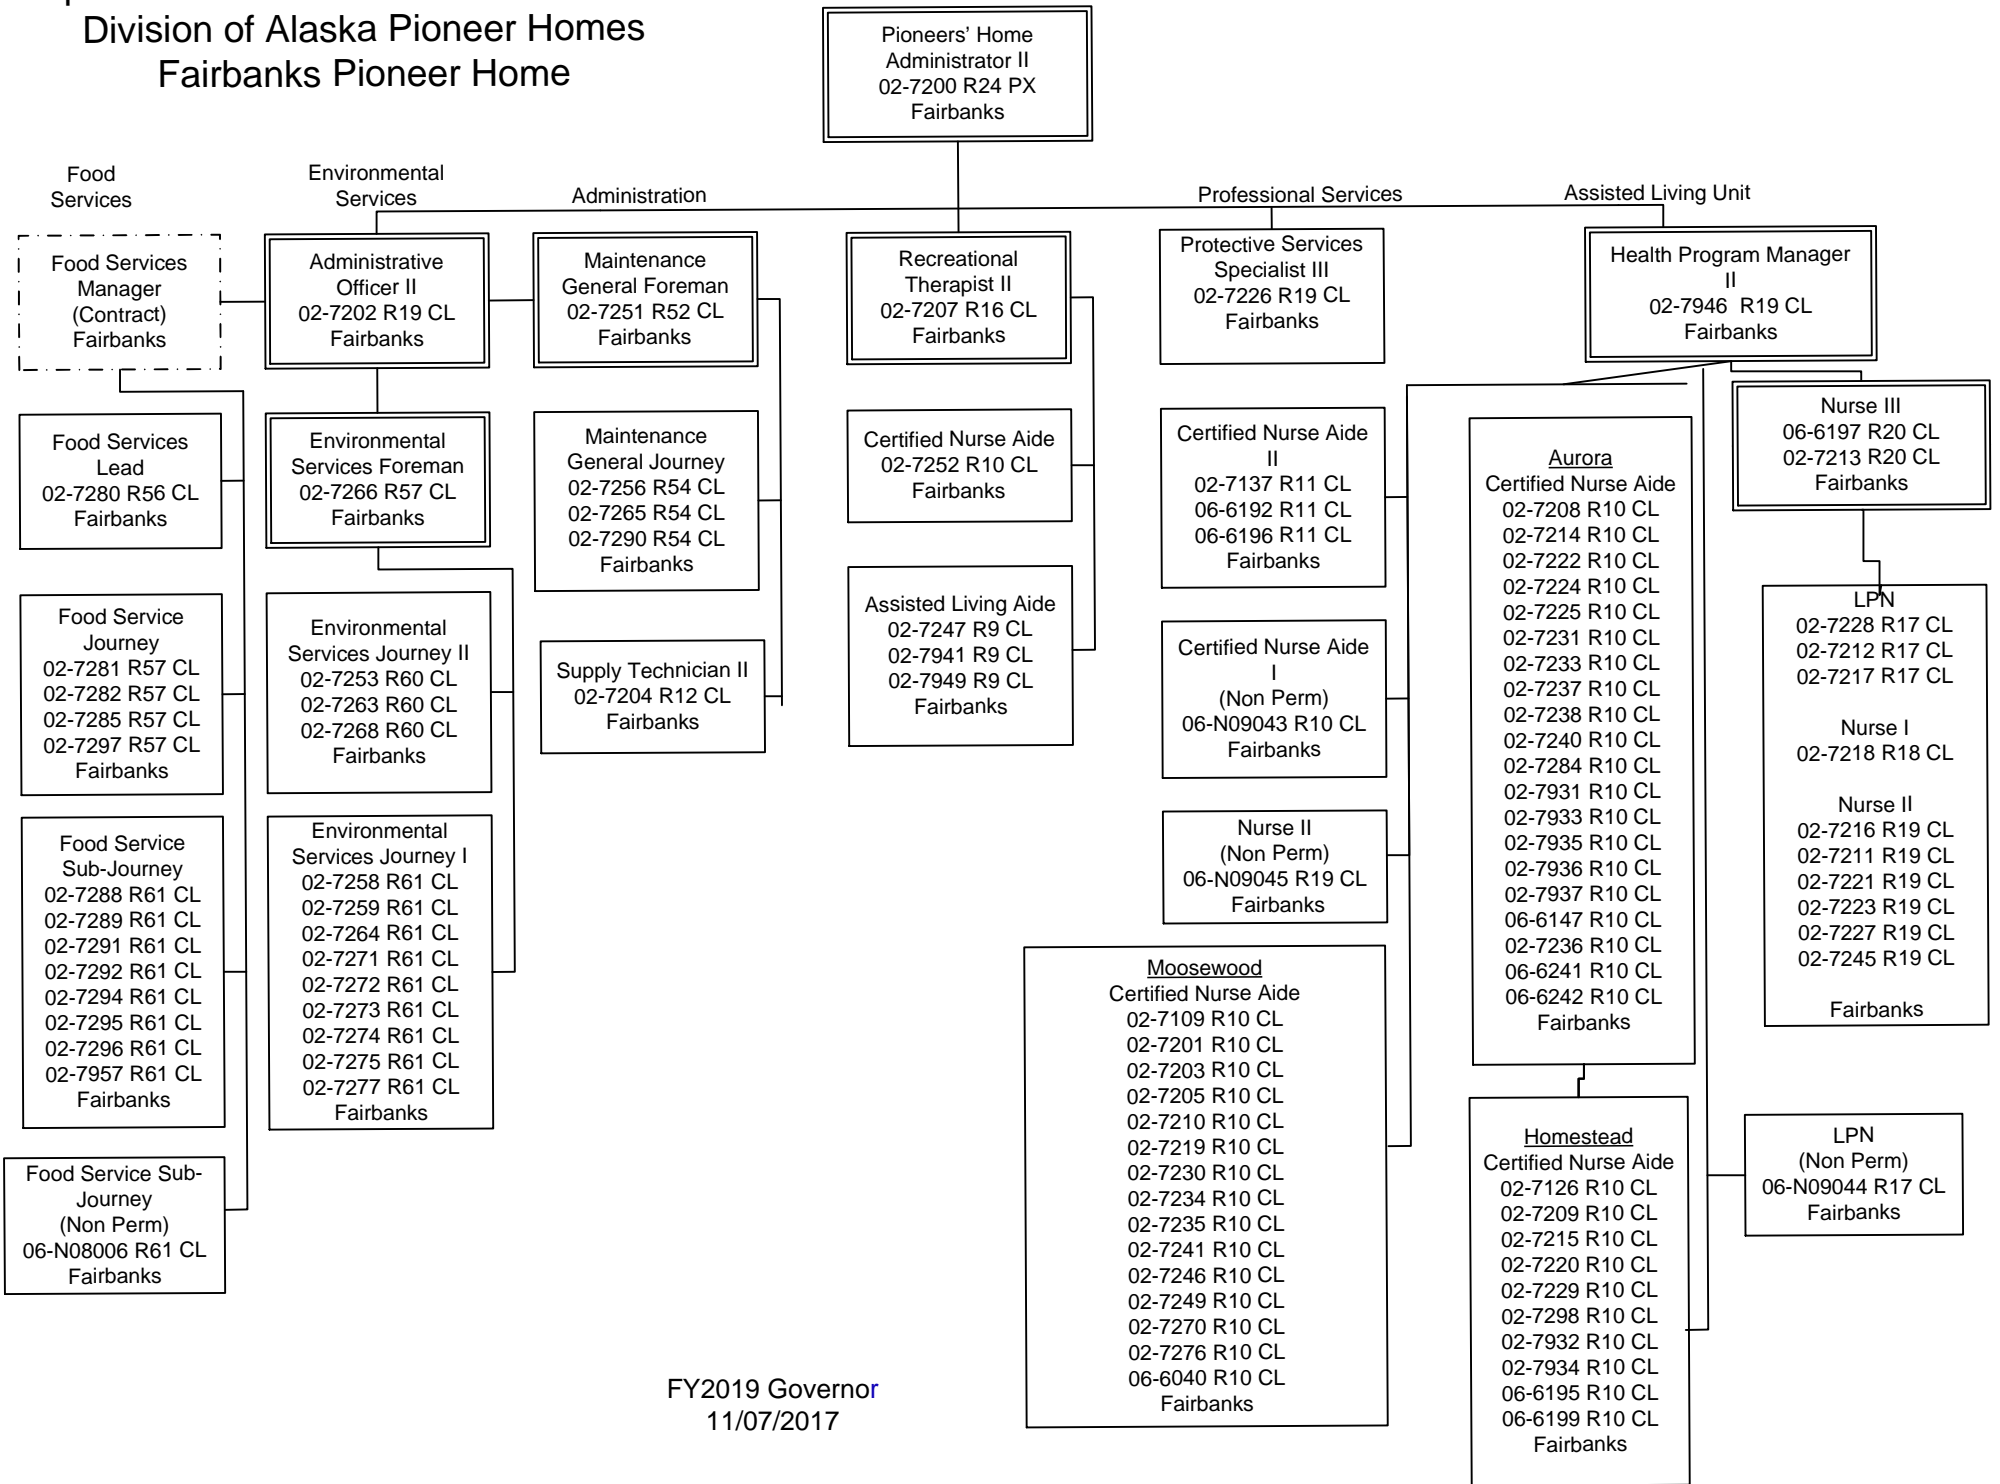 Division of Alaska Pioneer Homes
Fairbanks Pioneer Home
Pioneers’ Home
Administrator II
02-7200 R24 PX
Fairbanks
Food
Services
Environmental
Services
Administration
Professional Services
Assisted Living Unit
Food Services
Manager
(Contract)
Fairbanks
Administrative
Officer II
02-7202 R19 CL
Fairbanks
Maintenance
General Foreman
02-7251 R52 CL
Fairbanks
Recreational
Therapist II
02-7207 R16 CL
Fairbanks
Protective Services
Specialist III
02-7226 R19 CL
Fairbanks
Health Program Manager
II
02-7946 R19 CL
Fairbanks
Food Services
Lead
02-7280 R56 CL
Fairbanks
Environmental
Services Foreman
02-7266 R57 CL
Fairbanks
Maintenance
General Journey
02-7256 R54 CL
02-7265 R54 CL
02-7290 R54 CL
Fairbanks
Certified Nurse Aide
02-7252 R10 CL
Fairbanks
Certified Nurse Aide
II
02-7137 R11 CL
06-6192 R11 CL
06-6196 R11 CL
Fairbanks
Aurora
Certified Nurse Aide
02-7208 R10 CL
02-7214 R10 CL
02-7222 R10 CL
02-7224 R10 CL
02-7225 R10 CL
02-7231 R10 CL
02-7233 R10 CL
02-7237 R10 CL
02-7238 R10 CL
02-7240 R10 CL
02-7284 R10 CL
02-7931 R10 CL
02-7933 R10 CL
02-7935 R10 CL
02-7936 R10 CL
02-7937 R10 CL
06-6147 R10 CL
02-7236 R10 CL
06-6241 R10 CL
06-6242 R10 CL
Fairbanks
Nurse III
06-6197 R20 CL
02-7213 R20 CL
Fairbanks
Food Service
Journey
02-7281 R57 CL
02-7282 R57 CL
02-7285 R57 CL
02-7297 R57 CL
Fairbanks
Environmental
Services Journey II
02-7253 R60 CL
02-7263 R60 CL
02-7268 R60 CL
Fairbanks
Supply Technician II
02-7204 R12 CL
Fairbanks
Assisted Living Aide
02-7247 R9 CL
02-7941 R9 CL
02-7949 R9 CL
Fairbanks
Certified Nurse Aide
I
(Non Perm)
06-N09043 R10 CL
Fairbanks
LPN
02-7228 R17 CL
02-7212 R17 CL
02-7217 R17 CL
Nurse I
02-7218 R18 CL
Nurse II
02-7216 R19 CL
02-7211 R19 CL
02-7221 R19 CL
02-7223 R19 CL
02-7227 R19 CL
02-7245 R19 CL
Fairbanks
Food Service
Sub-Journey
02-7288 R61 CL
02-7289 R61 CL
02-7291 R61 CL
02-7292 R61 CL
02-7294 R61 CL
02-7295 R61 CL
02-7296 R61 CL
02-7957 R61 CL
Fairbanks
Environmental
Services Journey I
02-7258 R61 CL
02-7259 R61 CL
02-7264 R61 CL
02-7271 R61 CL
02-7272 R61 CL
02-7273 R61 CL
02-7274 R61 CL
02-7275 R61 CL
02-7277 R61 CL
Fairbanks
Nurse II
(Non Perm)
06-N09045 R19 CL
Fairbanks
Moosewood
Certified Nurse Aide
02-7109 R10 CL
02-7201 R10 CL
02-7203 R10 CL
02-7205 R10 CL
02-7210 R10 CL
02-7219 R10 CL
02-7230 R10 CL
02-7234 R10 CL
02-7235 R10 CL
02-7241 R10 CL
02-7246 R10 CL
02-7249 R10 CL
02-7270 R10 CL
02-7276 R10 CL
06-6040 R10 CL
Fairbanks
Homestead
Certified Nurse Aide
02-7126 R10 CL
02-7209 R10 CL
02-7215 R10 CL
02-7220 R10 CL
02-7229 R10 CL
02-7298 R10 CL
02-7932 R10 CL
02-7934 R10 CL
06-6195 R10 CL
06-6199 R10 CL
Fairbanks
LPN
(Non Perm)
06-N09044 R17 CL
Fairbanks
Food Service Sub-
Journey
(Non Perm)
06-N08006 R61 CL
Fairbanks
FY2019 Governor
11/07/2017